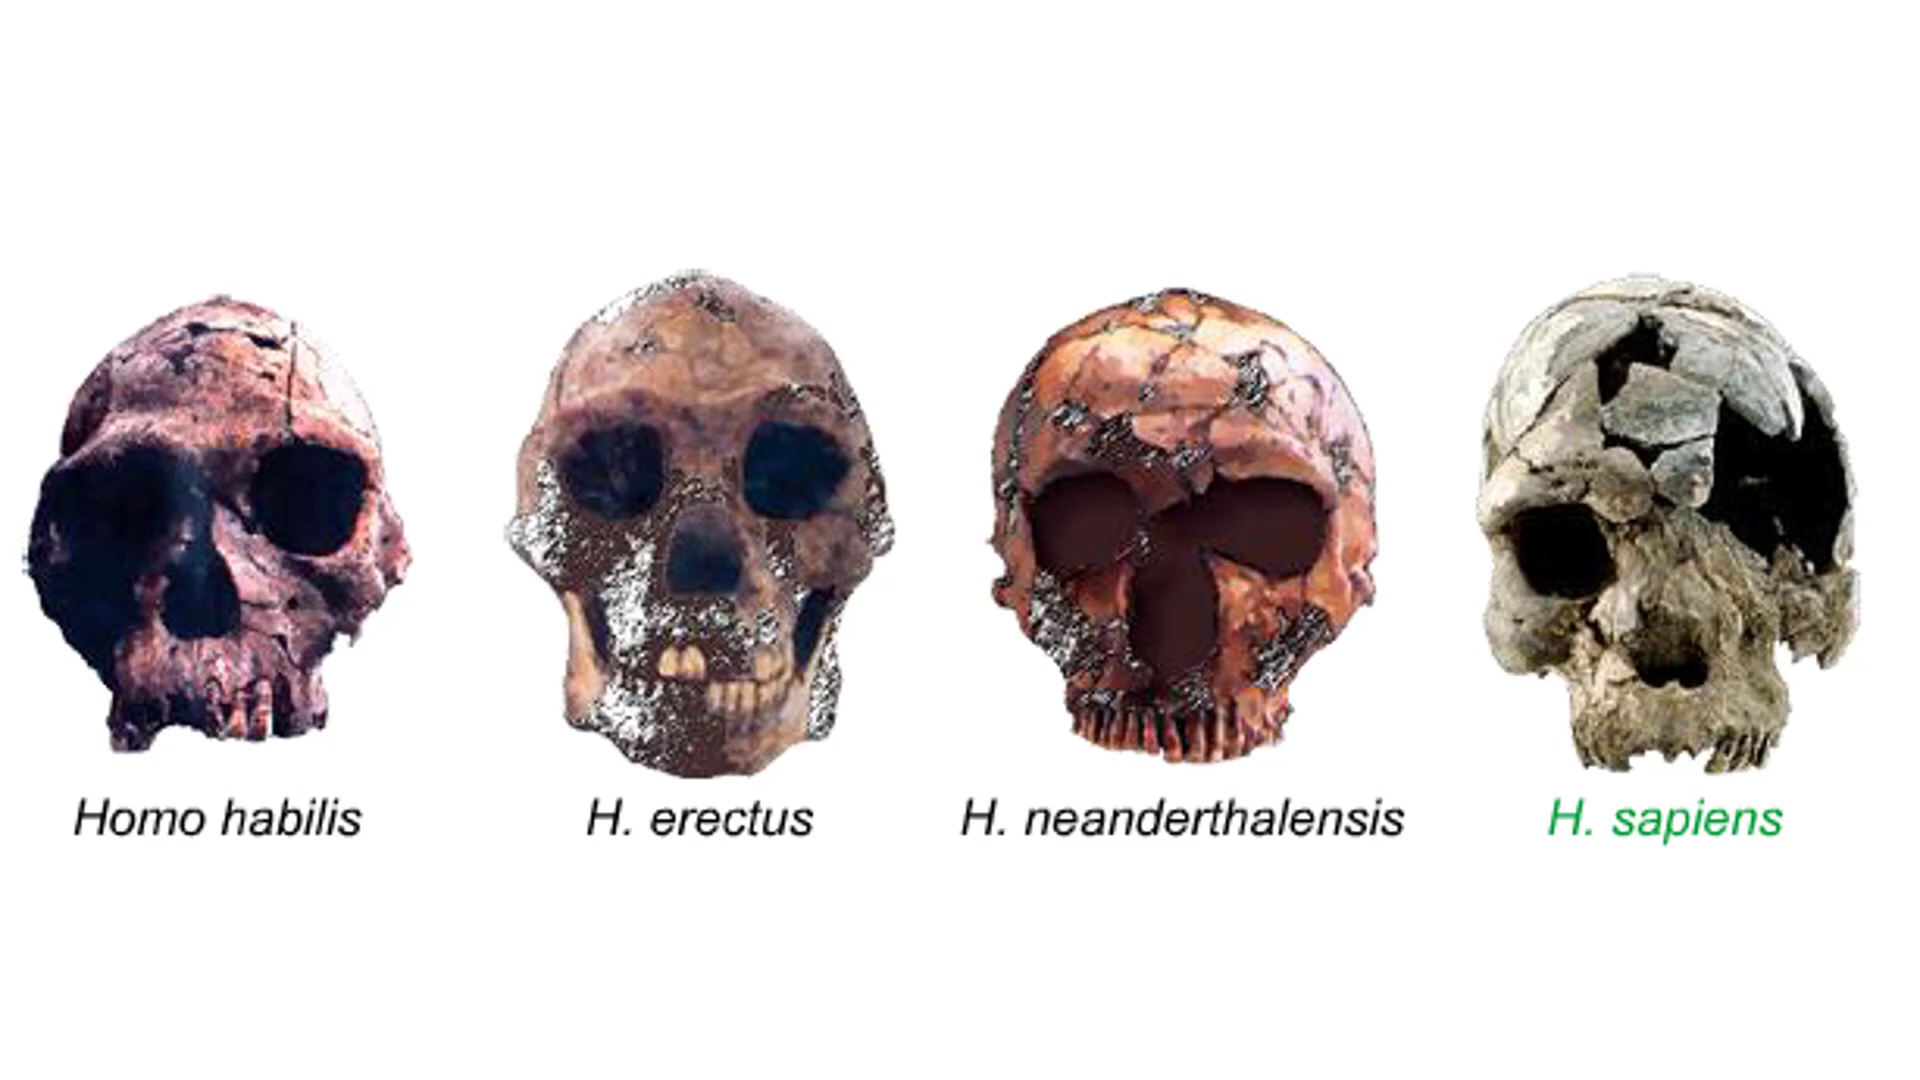 Homo habilis
H. erectus
H. neanderthalensis
H. sapiens